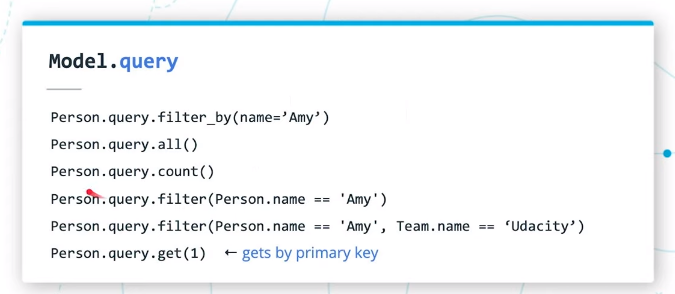 Model.query
Person.query.filter_by(name=’Amy’)
Person.query.all()
Person.query.count()
Person.query.filter(Person.name == 'Amy')
Person.query.filter(Person.name == 'Amy', Team.name == ‘Udacity’)
Person.query.get(1) ← gets by primary key